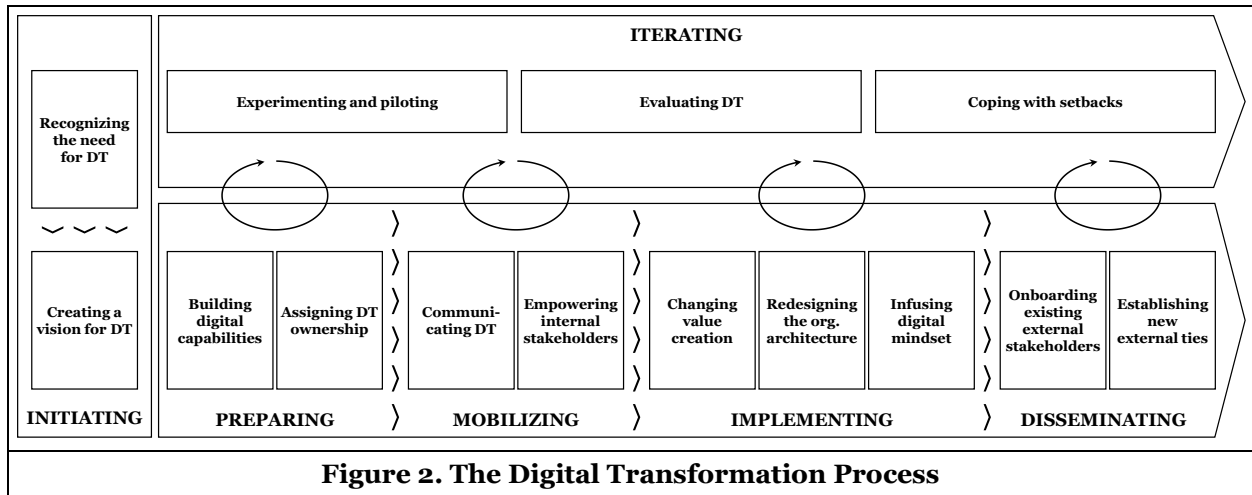 ITERATING
Experimenting and piloting
Evaluating DT
Coping with setbacks
Recognizing
the need
for DT
Creating a
vision for DT
INITIATING
Building
digital
capabilities
Assigning DT
ownership
PREPARING
Communi-
cating DT
Empowering
internal
stakeholders
MOBILIZING
Changing
value
creation
Redesigning
the org.
architecture
Infusing
digital
mindset
IMPLEMENTING
Onboarding
existing
external
stakeholders
Establishing
new
external ties
DISSEMINATING
Figure 2. The Digital Transformation Process